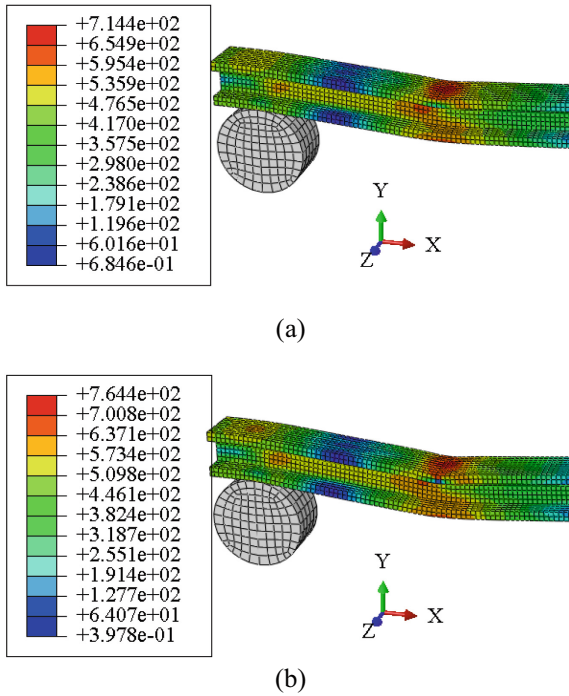 +7.144e+02
+6.549e+02
+5.954e+02
+5.359e+02
+4.765e+02
+4.170e+02
+3.575e+02
+2.980e+02
+2.386e+02
+1.791e+02
+1.196e+02
+6.016e+01
+6.846e-01
Y
X
Z
(a)
+7.644e+02
+7.008e+02
+6.371e+02
+5.734e+02
+5.098e+02
+4.461e+02
+3.824e+02
+3.187e+02
+2.551e+02
+1.914e+02
+1.277e+02
+6.407e+01
+3.978e-01
Y
X
Z
(b)